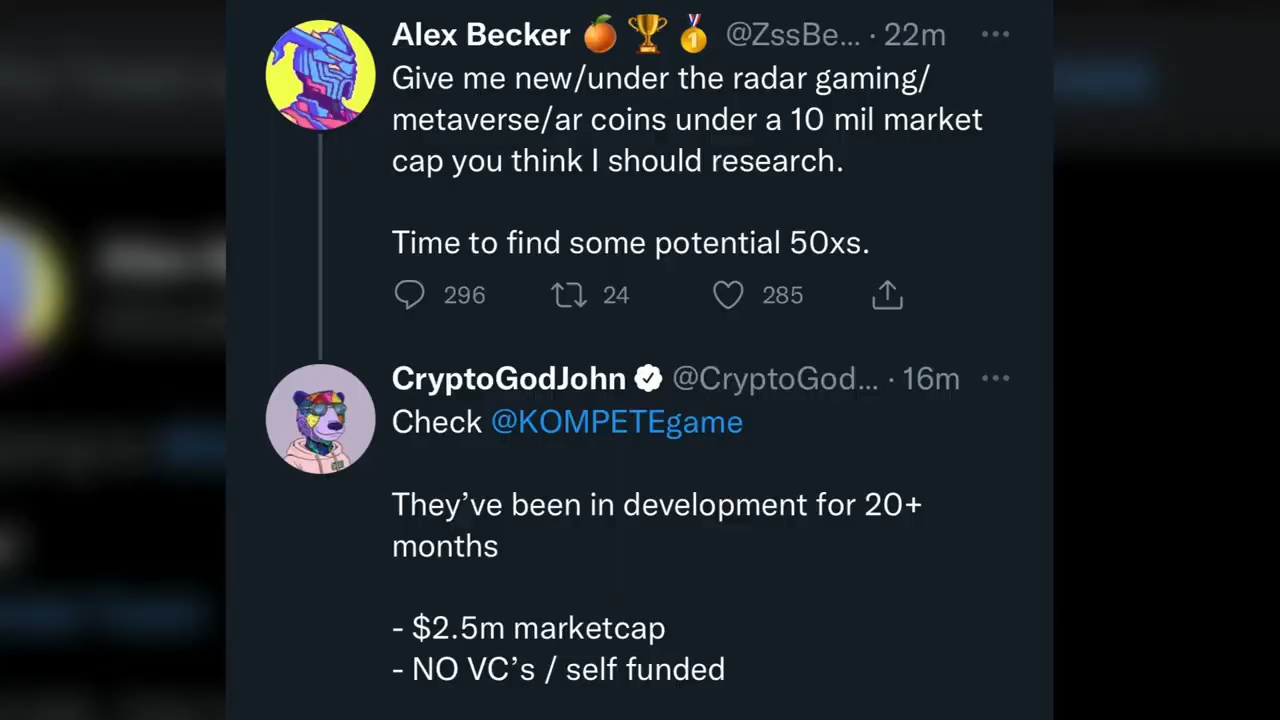 Alex Becker 🍊 🏆 🥇 @ZssBe... · 22m
Give me new/under the radar gaming/
metaverse/ar coins under a 10 mil market
cap you think I should research.
Time to find some potential 50xs.
296 24 285
CryptoGodJohn @CryptoGod... · 16m
Check @KOMPETEgame
They’ve been in development for 20+
months
- $2.5m marketcap
- NO VC’s / self funded